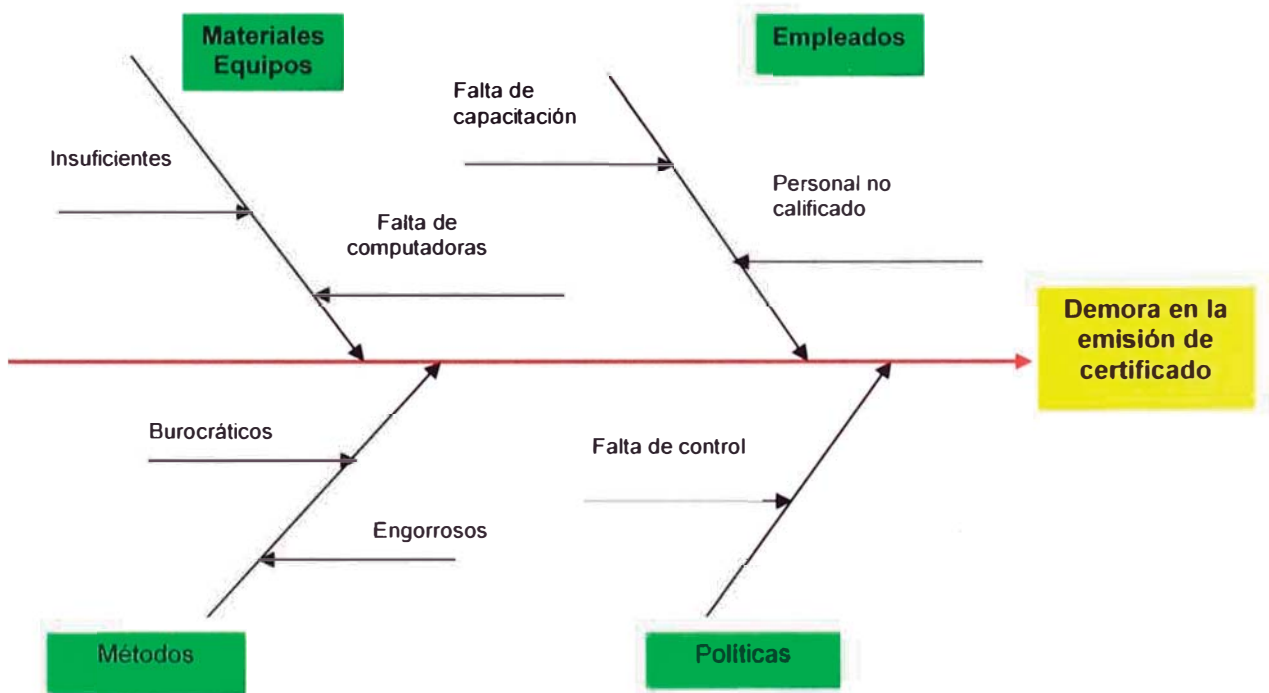 Materiales
Equipos
Empleados
Falta de
capacitación
Insuficientes
Personal no
calificado
Falta de
computadoras
Demora en la
emisión de
certificado
Burocráticos
Falta de control
Engorrosos
Métodos
Políticas